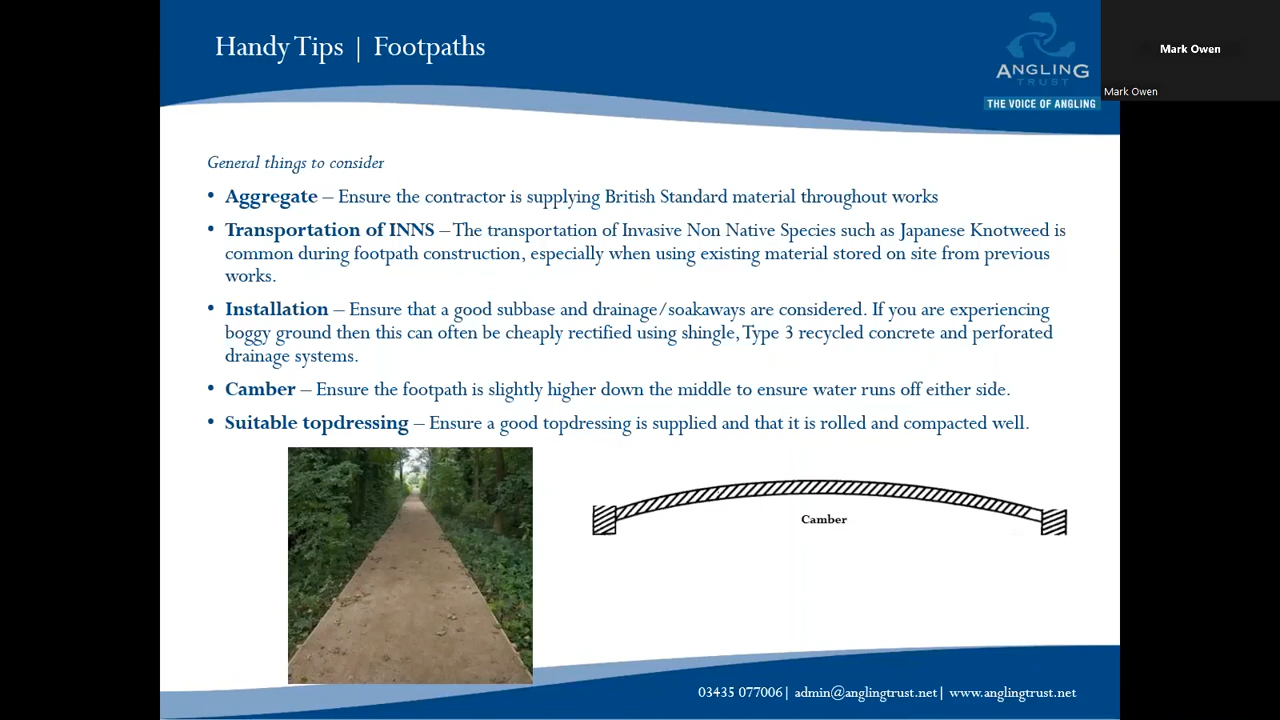 Handy Tips | Footpaths
ANGLING
TRUST
THE VOICE OF ANGLING
Mark Owen
Mark Owen
General things to consider
• Aggregate – Ensure the contractor is supplying British Standard material throughout works
• Transportation of INNS – The transportation of Invasive Non Native Species such as Japanese Knotweed is
common during footpath construction, especially when using existing material stored on site from previous
works.
• Installation – Ensure that a good subbase and drainage/soakaways are considered. If you are experiencing
boggy ground then this can often be cheaply rectified using shingle, Type 3 recycled concrete and perforated
drainage systems.
• Camber – Ensure the footpath is slightly higher down the middle to ensure water runs off either side.
• Suitable topdressing – Ensure a good topdressing is supplied and that it is rolled and compacted well.
Camber
03435 077006| admin@anglingtrust.net| www.anglingtrust.net